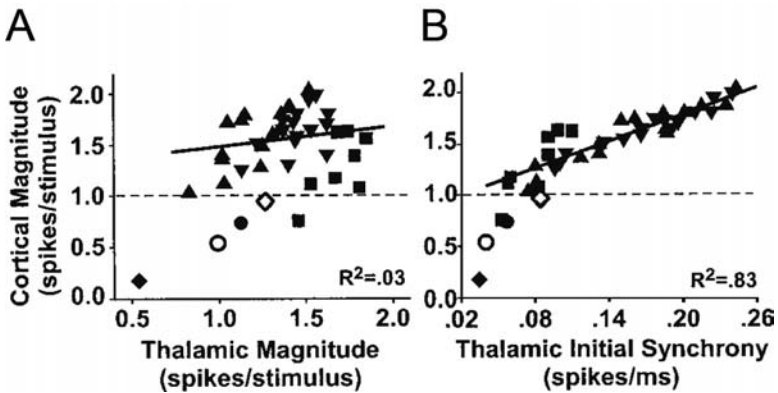 A
B
Cortical Magnitude
(spikes/stimulus)
2.0
1.5
1.0
0.5
0.0
R²=.03
0.5
1.0
1.5
2.0
Thalamic Magnitude
(spikes/stimulus)
2.0
1.5
1.0
0.5
0.0
R²=.83
.02
.08
.14
.20
.26
Thalamic Initial Synchrony
(spikes/ms)